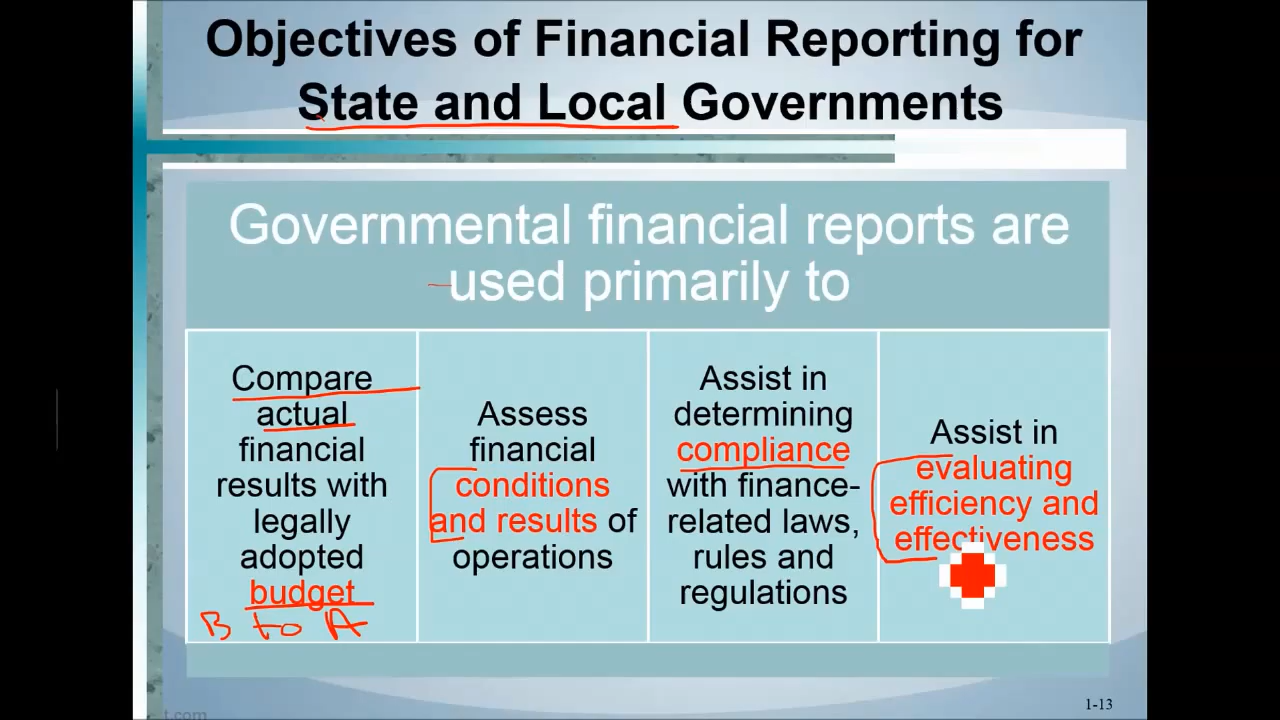 Objectives of Financial Reporting for
State and Local Governments
Governmental financial reports are
used primarily to
Compare
actual
financial
results with
legally
adopted
budget
B to A
Assess
financial
conditions
and results of
operations
Assist in
determining
compliance
with finance-
related laws,
rules and
regulations
Assist in
evaluating
efficiency and
effectiveness
t.com
1-13